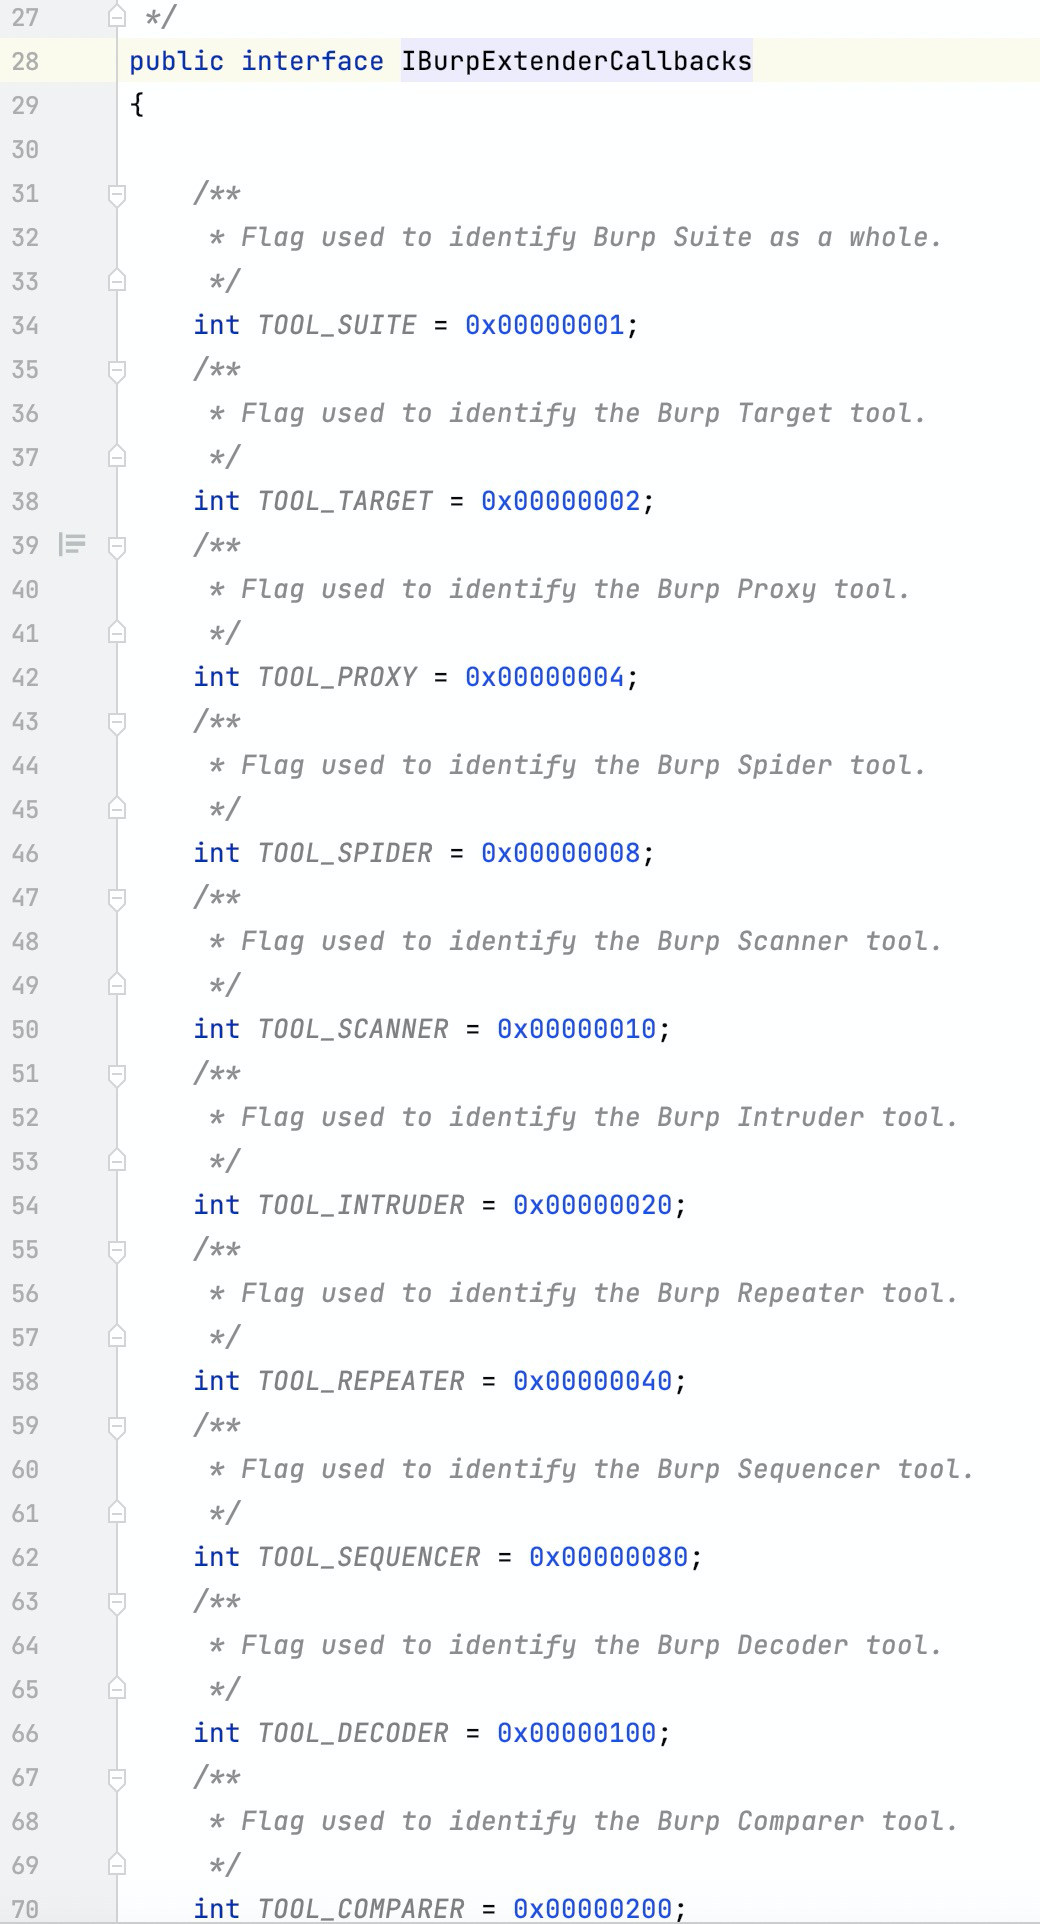 27 */
28 public interface IBurpExtenderCallbacks
29 {
30
31 /**
32 * Flag used to identify Burp Suite as a whole.
33 */
34 int TOOL_SUITE = 0x00000001;
35 /**
36 * Flag used to identify the Burp Target tool.
37 */
38 int TOOL_TARGET = 0x00000002;
39 /**
40 * Flag used to identify the Burp Proxy tool.
41 */
42 int TOOL_PROXY = 0x00000004;
43 /**
44 * Flag used to identify the Burp Spider tool.
45 */
46 int TOOL_SPIDER = 0x00000008;
47 /**
48 * Flag used to identify the Burp Scanner tool.
49 */
50 int TOOL_SCANNER = 0x00000010;
51 /**
52 * Flag used to identify the Burp Intruder tool.
53 */
54 int TOOL_INTRUDER = 0x00000020;
55 /**
56 * Flag used to identify the Burp Repeater tool.
57 */
58 int TOOL_REPEATER = 0x00000040;
59 /**
60 * Flag used to identify the Burp Sequencer tool.
61 */
62 int TOOL_SEQUENCER = 0x00000080;
63 /**
64 * Flag used to identify the Burp Decoder tool.
65 */
66 int TOOL_DECODER = 0x00000100;
67 /**
68 * Flag used to identify the Burp Comparer tool.
69 */
70 int TOOL_COMPARER = 0x00000200;